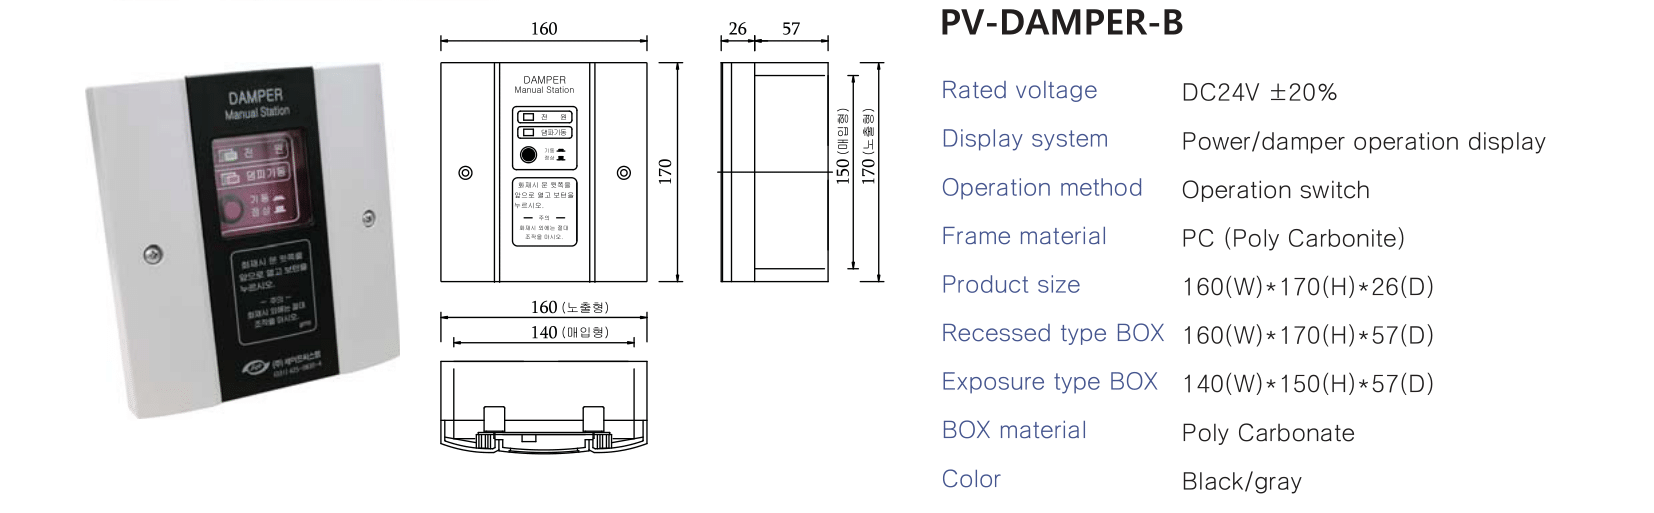 DAMPER
Manual Station
전 원
댐파기동
기동
정상
화재시 문 윗쪽을
앞으로 열고 보턴을
누르시오.
— 주의 —
화재시 외에는 절대
조작을 마시오.
160
DAMPER
Manual Station
전 원
댐파기동
기동
정상
화재시 문 윗쪽을
앞으로 열고 보턴을
누르시오.
— 주의 —
화재시 외에는 절대
조작을 마시오.
170
26 57
150 (매입형)
170 (노출형)
160 (노출형)
140 (매입형)
PV-DAMPER-B
Rated voltage DC24V ±20%
Display system Power/damper operation display
Operation method Operation switch
Frame material PC (Poly Carbonite)
Product size 160(W)*170(H)*26(D)
Recessed type BOX 160(W)*170(H)*57(D)
Exposure type BOX 140(W)*150(H)*57(D)
BOX material Poly Carbonate
Color Black/gray